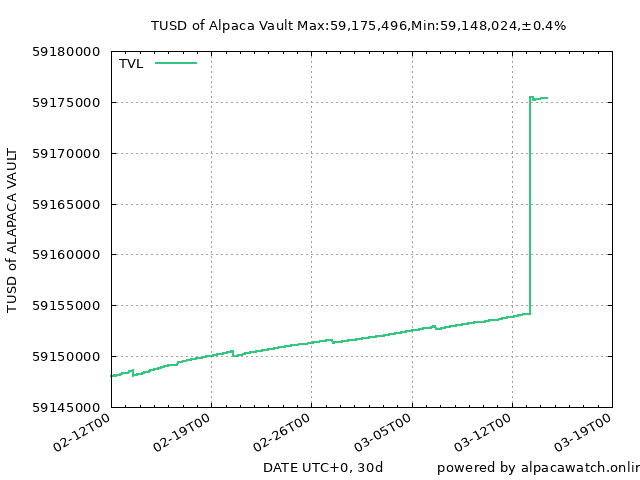 TUSD of Alpaca Vault Max:59,175,496,Min:59,148,024,±0.4%
TVL
59180000
59175000
59170000
59165000
59160000
59155000
59150000
59145000
TUSD of ALAPACA VAULT
02-12T00
02-19T00
02-26T00
03-05T00
03-12T00
03-19T00
DATE UTC+0, 30d
powered by alpacawatch.onlin